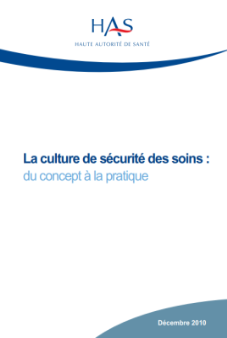 HAS
HAUTE AUTORITÉ DE SANTÉ
La culture de sécurité des soins :
du concept à la pratique
Décembre 2010